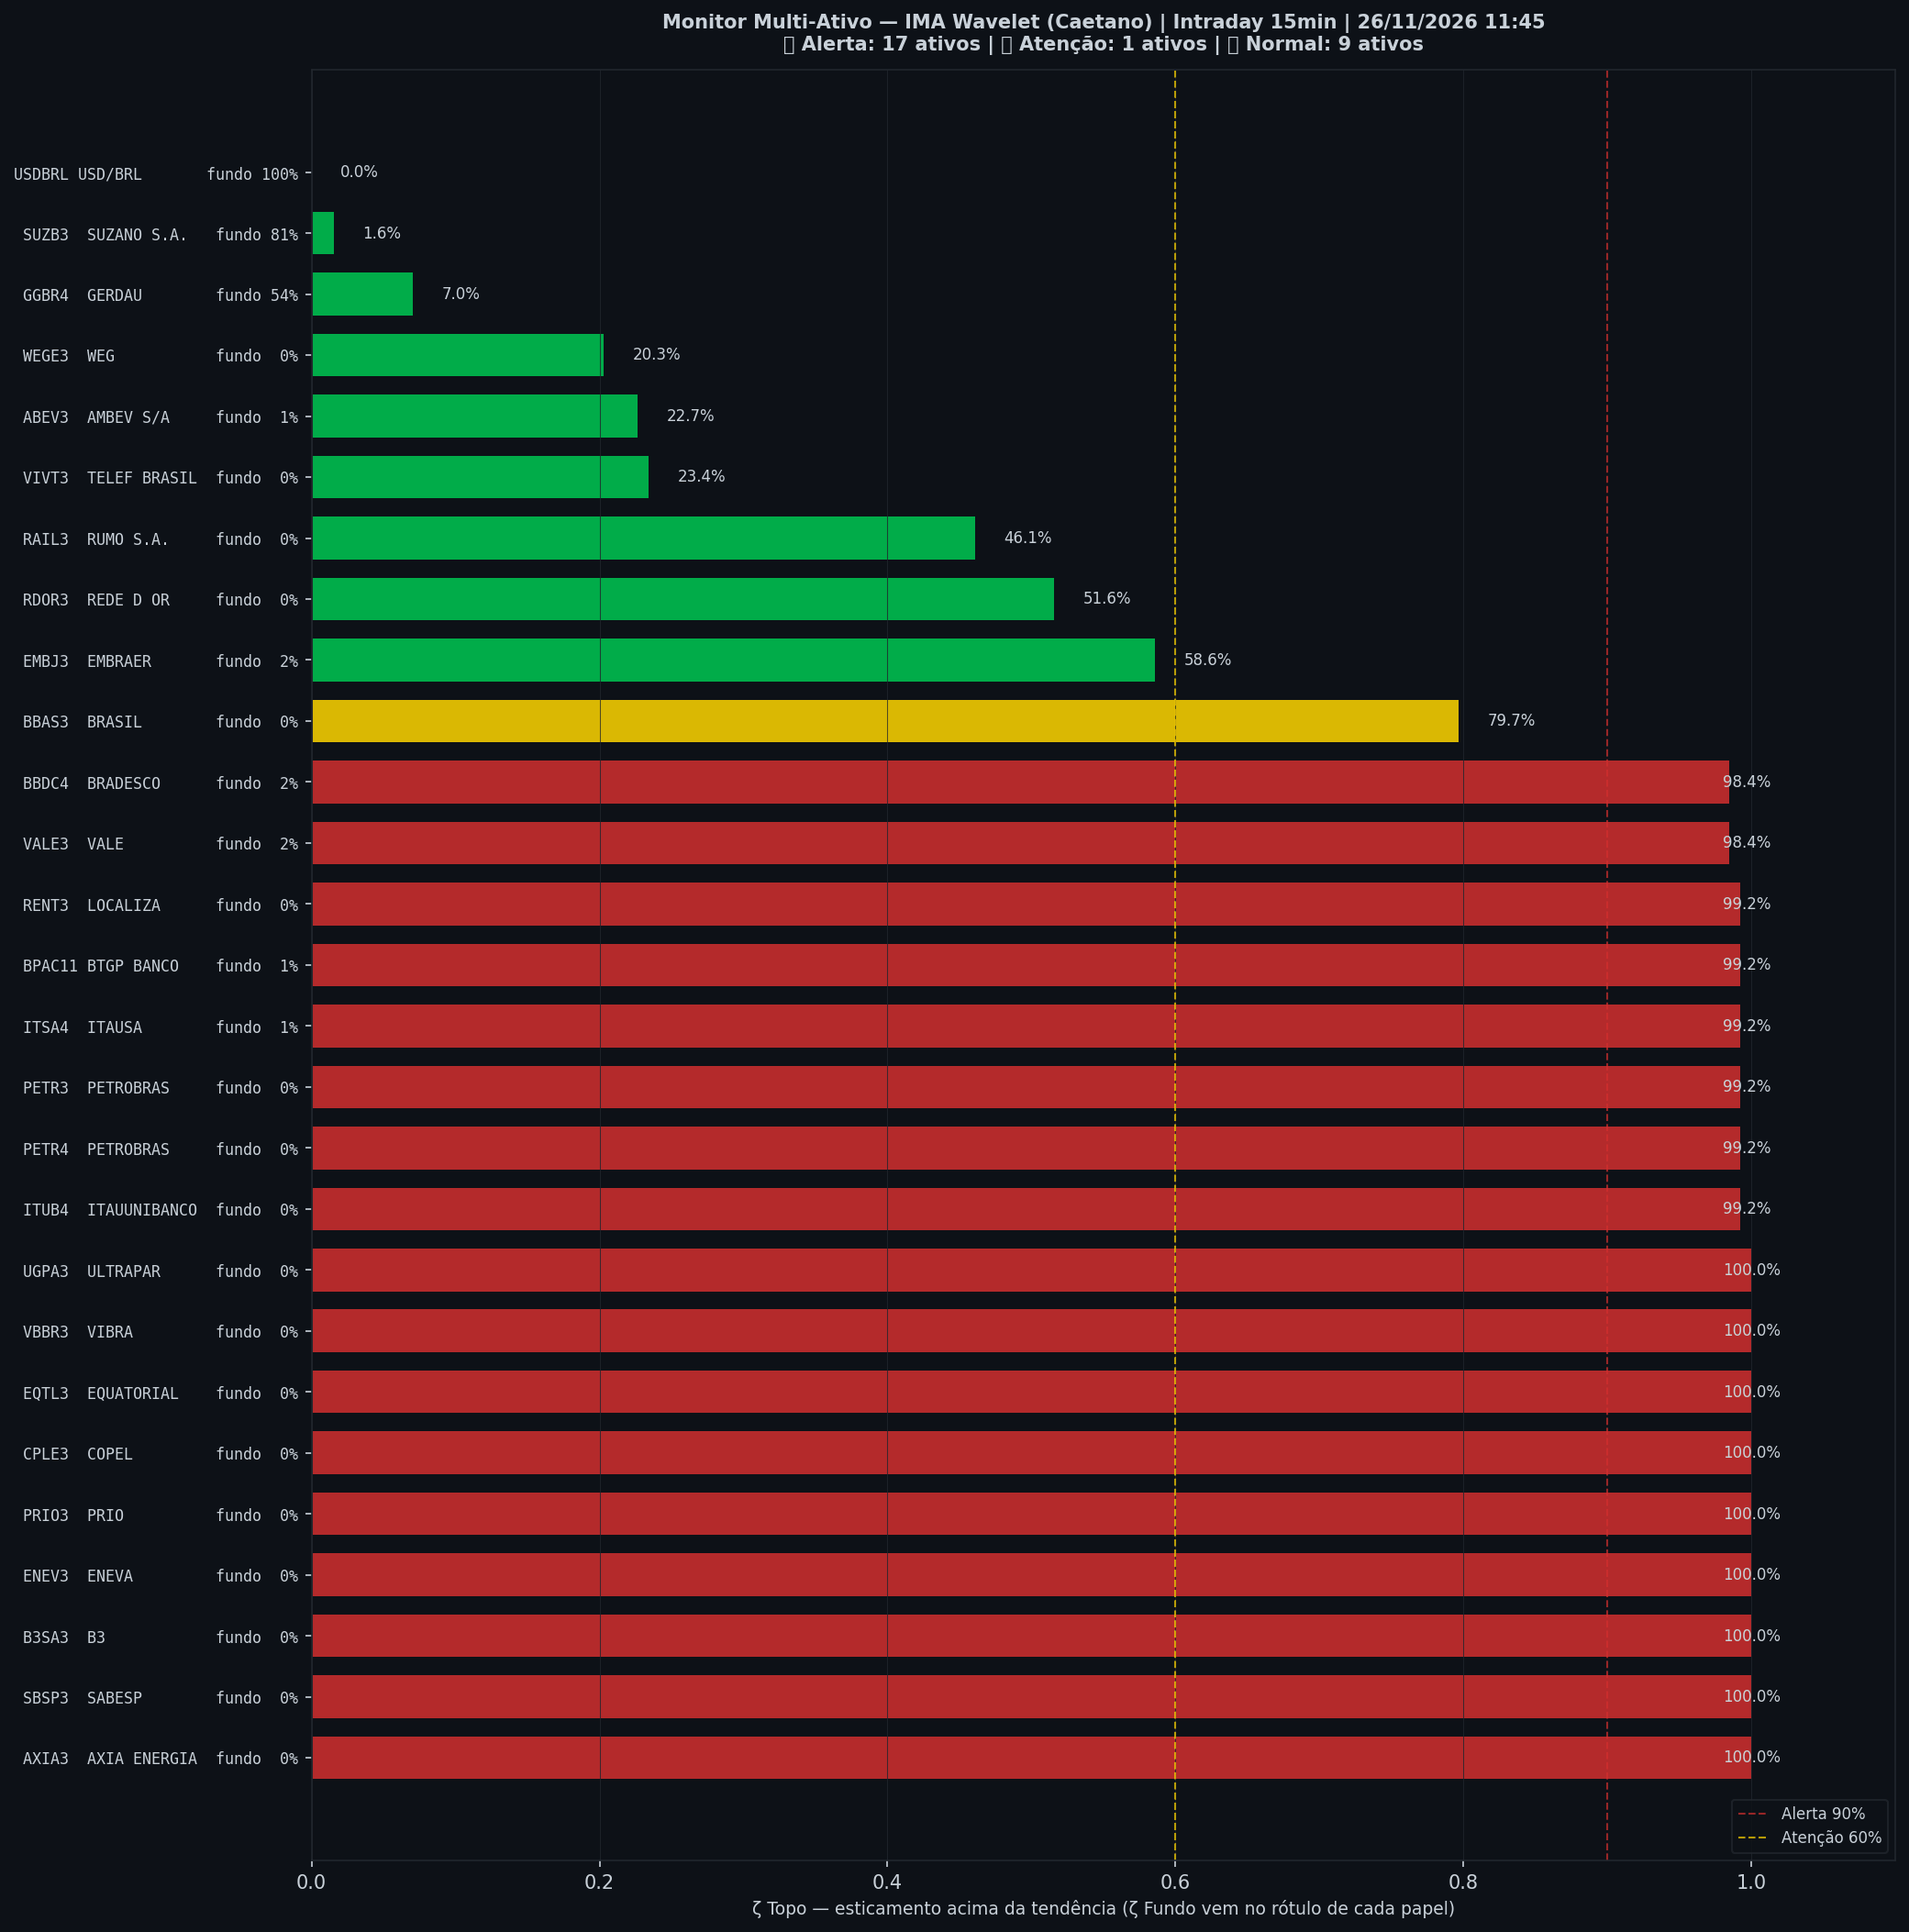 Monitor Multi-Ativo — IMA Wavelet (Caetano) | Intraday 15min | 26/11/2026 11:45
▯ Alerta: 17 ativos | ▯ Atenção: 1 ativos | ▯ Normal: 9 ativos
USDBRL USD/BRL fundo 100% 0.0%
SUZB3 SUZANO S.A. fundo 81% 1.6%
GGBR4 GERDAU fundo 54% 7.0%
WEGE3 WEG fundo 0% 20.3%
ABEV3 AMBEV S/A fundo 1% 22.7%
VIVT3 TELEF BRASIL fundo 0% 23.4%
RAIL3 RUMO S.A. fundo 0% 46.1%
RDOR3 REDE D OR fundo 0% 51.6%
EMBJ3 EMBRAER fundo 2% 58.6%
BBAS3 BRASIL fundo 0% 79.7%
BBDC4 BRADESCO fundo 2% 98.4%
VALE3 VALE fundo 2% 98.4%
RENT3 LOCALIZA fundo 0% 99.2%
BPAC11 BTGP BANCO fundo 1% 99.2%
ITSA4 ITAUSA fundo 1% 99.2%
PETR3 PETROBRAS fundo 0% 99.2%
PETR4 PETROBRAS fundo 0% 99.2%
ITUB4 ITAUUNIBANCO fundo 0% 99.2%
UGPA3 ULTRAPAR fundo 0% 100.0%
VBBR3 VIBRA fundo 0% 100.0%
EQTL3 EQUATORIAL fundo 0% 100.0%
CPLE3 COPEL fundo 0% 100.0%
PRIO3 PRIO fundo 0% 100.0%
ENEV3 ENEVA fundo 0% 100.0%
B3SA3 B3 fundo 0% 100.0%
SBSP3 SABESP fundo 0% 100.0%
AXIA3 AXIA ENERGIA fundo 0% 100.0%
Alerta 90%
Atenção 60%
0.0 0.2 0.4 0.6 0.8 1.0
ζ Topo — esticamento acima da tendência (ζ Fundo vem no rótulo de cada papel)